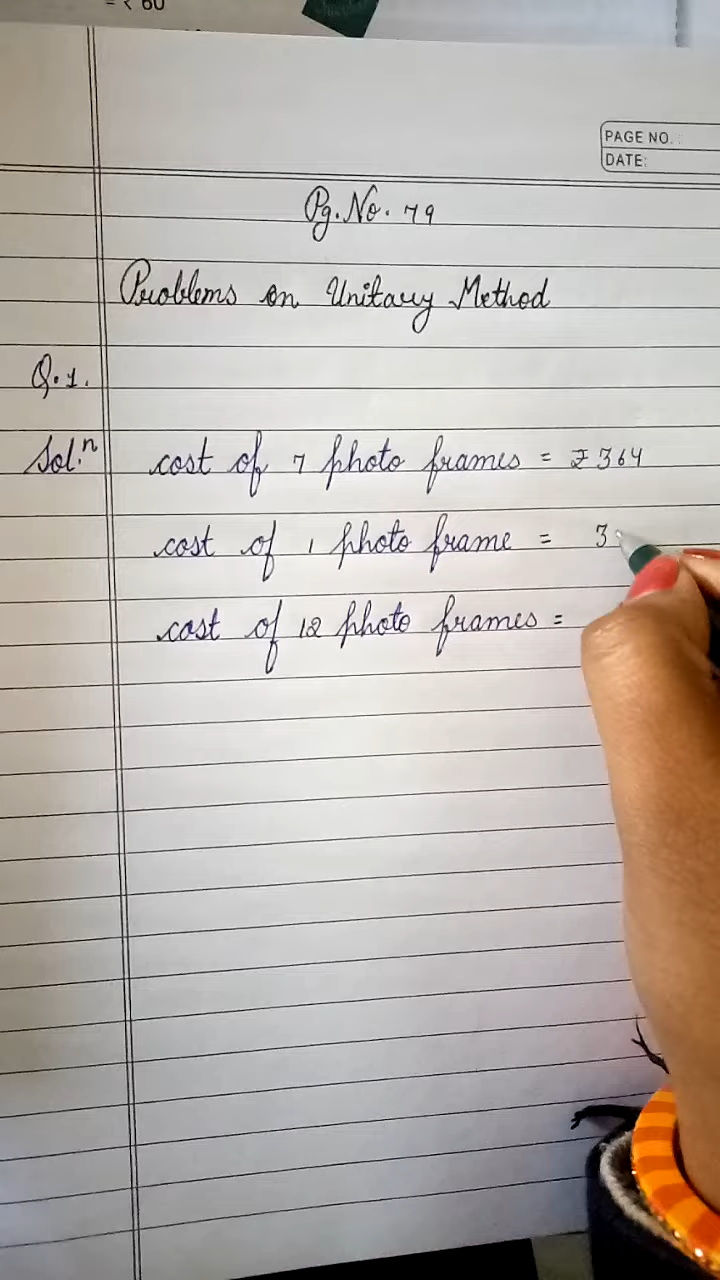 = ₹ 60
PAGE NO. :
DATE:
Pg. No. 79
Problems on Unitary Method
Q.1.
Sol.ⁿ cost of 7 photo frames = ₹ 364
cost of 1 photo frame = 3
cost of 12 photo frames =